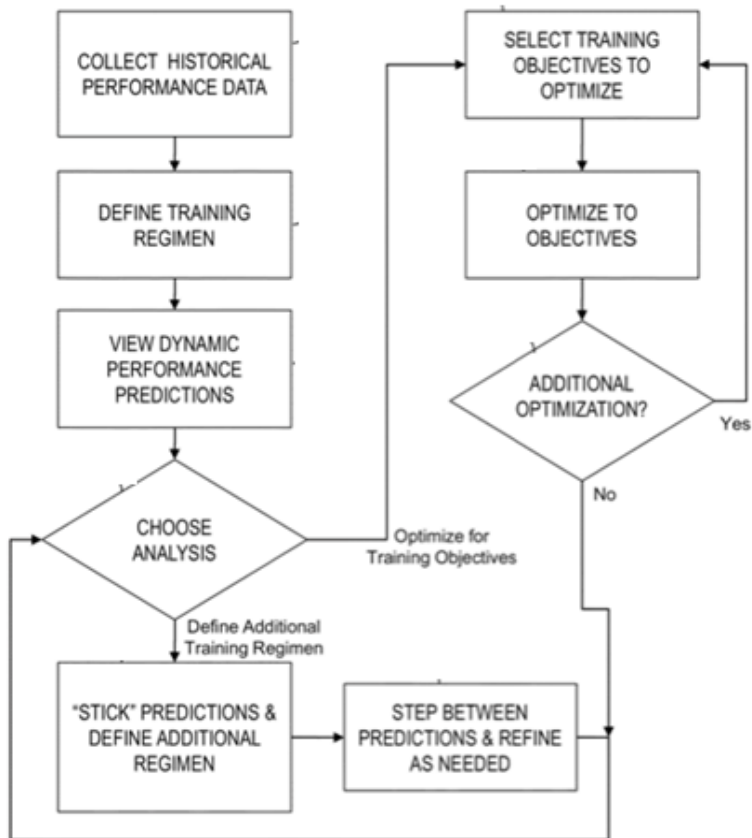 COLLECT HISTORICAL
PERFORMANCE DATA
DEFINE TRAINING
REGIMEN
VIEW DYNAMIC
PERFORMANCE
PREDICTIONS
CHOOSE
ANALYSIS
Optimize for
Training Objectives
Define Additional
Training Regimen
"STICK" PREDICTIONS &
DEFINE ADDITIONAL
REGIMEN
STEP BETWEEN
PREDICTIONS & REFINE
AS NEEDED
SELECT TRAINING
OBJECTIVES TO
OPTIMIZE
OPTIMIZE TO
OBJECTIVES
ADDITIONAL
OPTIMIZATION?
Yes
No